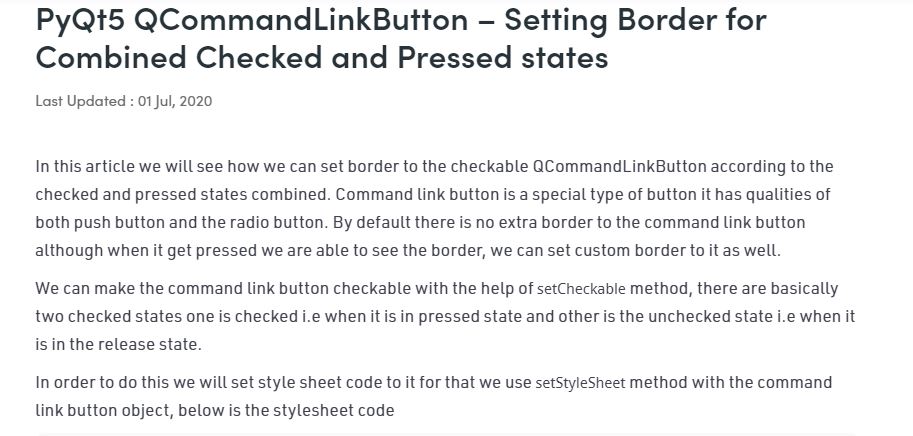 PyQt5 QCommandLinkButton – Setting Border for
Combined Checked and Pressed states
Last Updated : 01 Jul, 2020
In this article we will see how we can set border to the checkable QCommandLinkButton according to the
checked and pressed states combined. Command link button is a special type of button it has qualities of
both push button and the radio button. By default there is no extra border to the command link button
although when it get pressed we are able to see the border, we can set custom border to it as well.
We can make the command link button checkable with the help of setCheckable method, there are basically
two checked states one is checked i.e when it is in pressed state and other is the unchecked state i.e when it
is in the release state.
In order to do this we will set style sheet code to it for that we use setStyleSheet method with the command
link button object, below is the stylesheet code